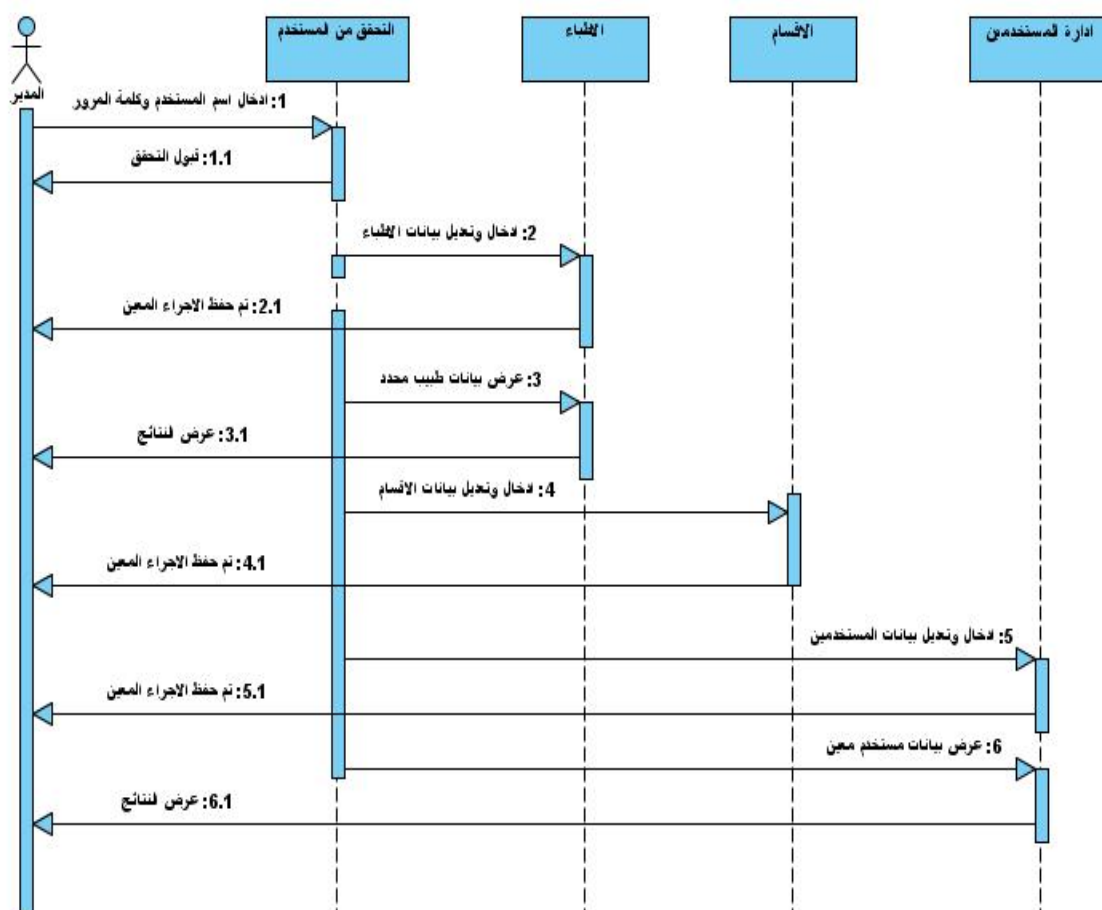 المدير
التحقق من المستخدم
الاطباء
الاقسام
ادارة المستخدمين
1: ادخال اسم المستخدم وكلمة المرور
1.1: قبول التحقق
2: ادخال وتعديل بيانات الاطباء
2.1: تم حفظ الاجراء المعين
3: عرض بيانات طبيب محدد
3.1: عرض النتائج
4: ادخال وتعديل بيانات الاقسام
4.1: تم حفظ الاجراء المعين
5: ادخال وتعديل بيانات المستخدمين
5.1: تم حفظ الاجراء المعين
6: عرض بيانات مستخدم معين
6.1: عرض النتائج